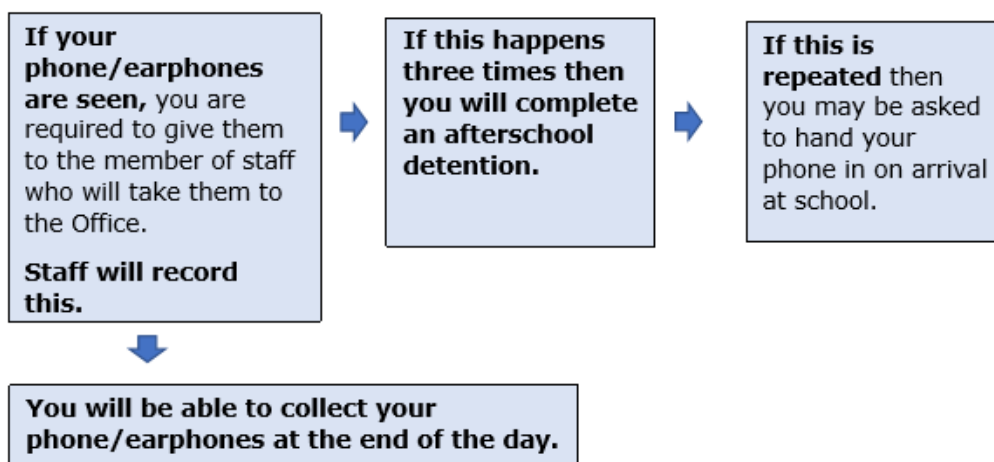 If your
phone/earphones
are seen, you are
required to give them
to the member of staff
who will take them to
the Office.
Staff will record
this.
If this happens
three times then
you will complete
an afterschool
detention.
If this is
repeated then
you may be asked
to hand your
phone in on arrival
at school.
You will be able to collect your
phone/earphones at the end of the day.